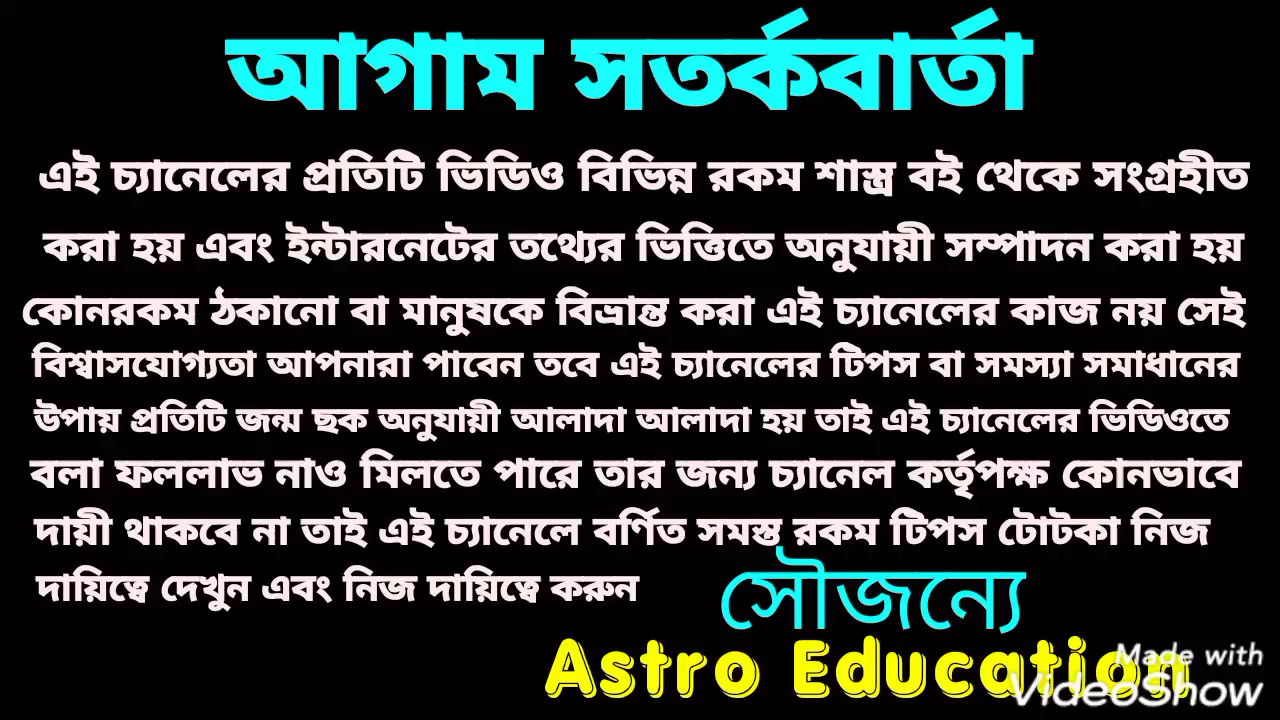 আগাম সতর্কবার্তা
এই চ্যানেলের প্রতিটি ভিডিও বিভিন্ন রকম শাস্ত্র বই থেকে সংগ্রহীত
করা হয় এবং ইন্টারনেটের তথ্যের ভিত্তিতে অনুযায়ী সম্পাদন করা হয়
কোনরকম ঠকানো বা মানুষকে বিভ্রান্ত করা এই চ্যানেলের কাজ নয় সেই
বিশ্বাসযোগ্যতা আপনারা পাবেন তবে এই চ্যানেলের টিপস বা সমস্যা সমাধানের
উপায় প্রতিটি জন্ম ছক অনুযায়ী আলাদা আলাদা হয় তাই এই চ্যানেলের ভিডিওতে
বলা ফললাভ নাও মিলতে পারে তার জন্য চ্যানেল কর্তৃপক্ষ কোনভাবে
দায়ী থাকবে না তাই এই চ্যানেলে বর্ণিত সমস্ত রকম টিপস টোটকা নিজ
দায়িত্বে দেখুন এবং নিজ দায়িত্বে করুন
সৌজন্যে
Astro Education
Made with
VideoShow